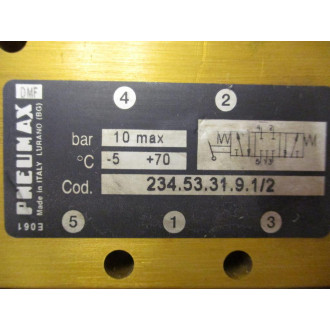 DMF
PNEUMAX
Made in ITALY LURANO (BG)
E061
4
2
bar 10 max
°C -5 +70
Cod. 234.53.31.9.1/2
5
1
3